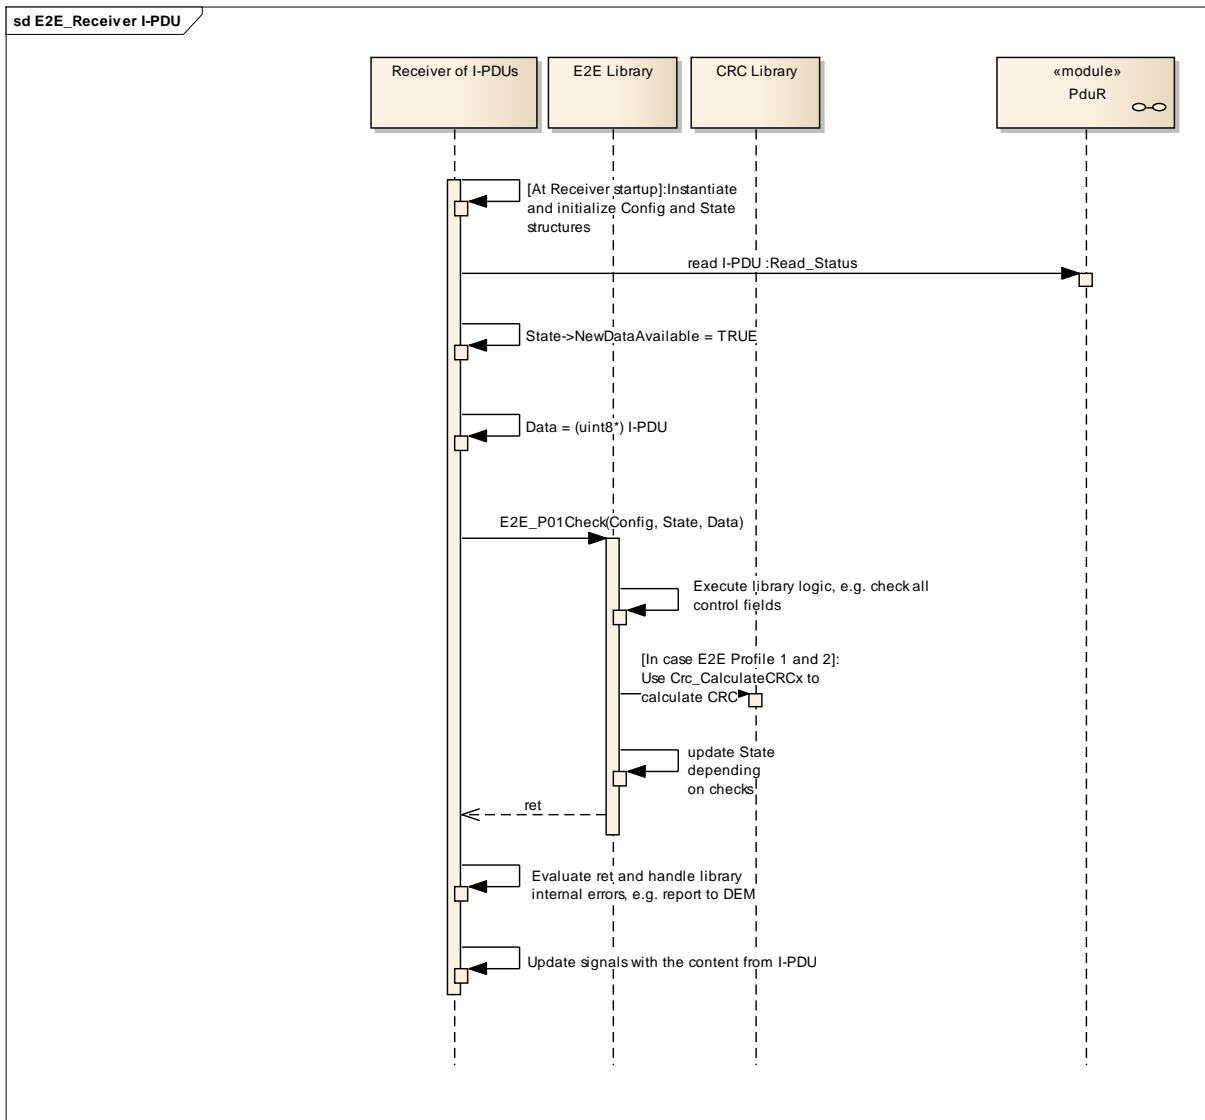 sd E2E_Receiver I-PDU
Receiver of I-PDUs
E2E Library
CRC Library
«module»
PduR
[At Receiver startup]:Instantiate
and initialize Config and State
structures
read I-PDU :Read_Status
State->NewDataAvailable = TRUE
Data = (uint8*) I-PDU
E2E_P01Check(Config, State, Data)
Execute library logic, e.g. check all
control fields
[In case E2E Profile 1 and 2]:
Use Crc_CalculateCRCx to
calculate CRC
update State
depending
on checks
ret
Evaluate ret and handle library
internal errors, e.g. report to DEM
Update signals with the content from I-PDU